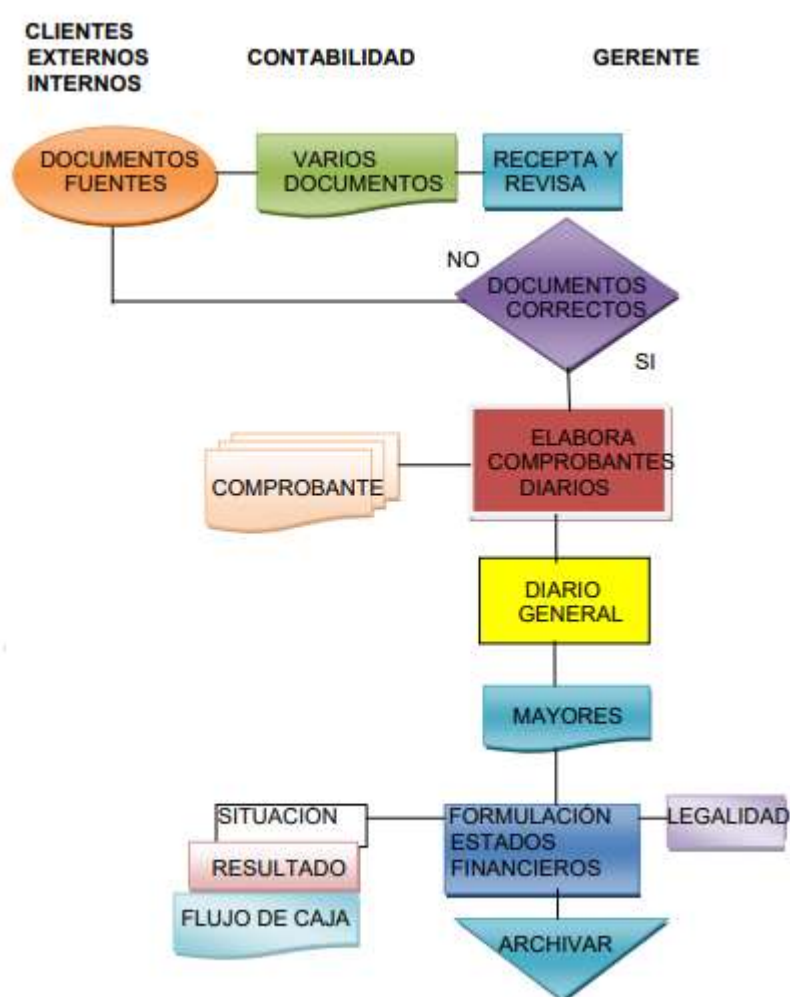 CLIENTES
EXTERNOS
INTERNOS
CONTABILIDAD
GERENTE
DOCUMENTOS
FUENTES
VARIOS
DOCUMENTOS
RECEPTA Y
REVISA
NO
DOCUMENTOS
CORRECTOS
SI
ELABORA
COMPROBANTES
DIARIOS
COMPROBANTE
DIARIO
GENERAL
MAYORES
SITUACIÓN
RESULTADO
FLUJO DE CAJA
FORMULACIÓN
ESTADOS
FINANCIEROS
LEGALIDAD
ARCHIVAR